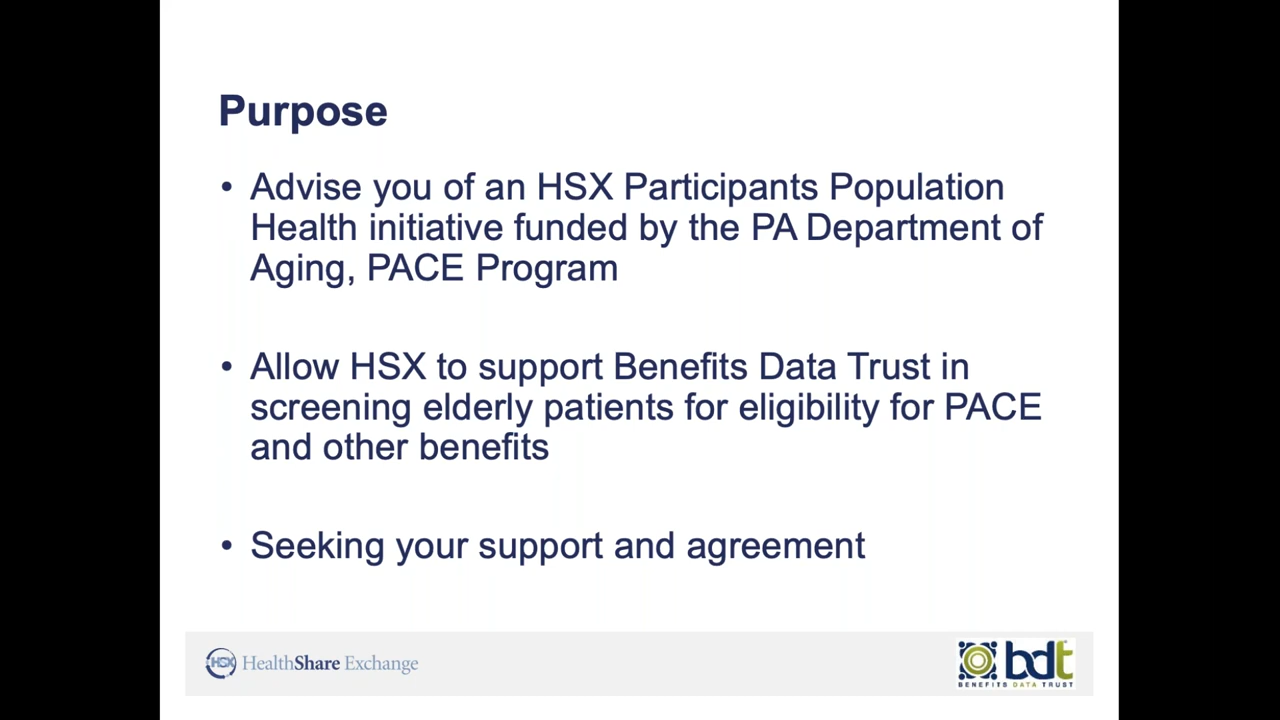 Purpose
• Advise you of an HSX Participants Population
Health initiative funded by the PA Department of
Aging, PACE Program
• Allow HSX to support Benefits Data Trust in
screening elderly patients for eligibility for PACE
and other benefits
• Seeking your support and agreement
HSX HealthShare Exchange
bdt
BENEFITS DATA TRUST